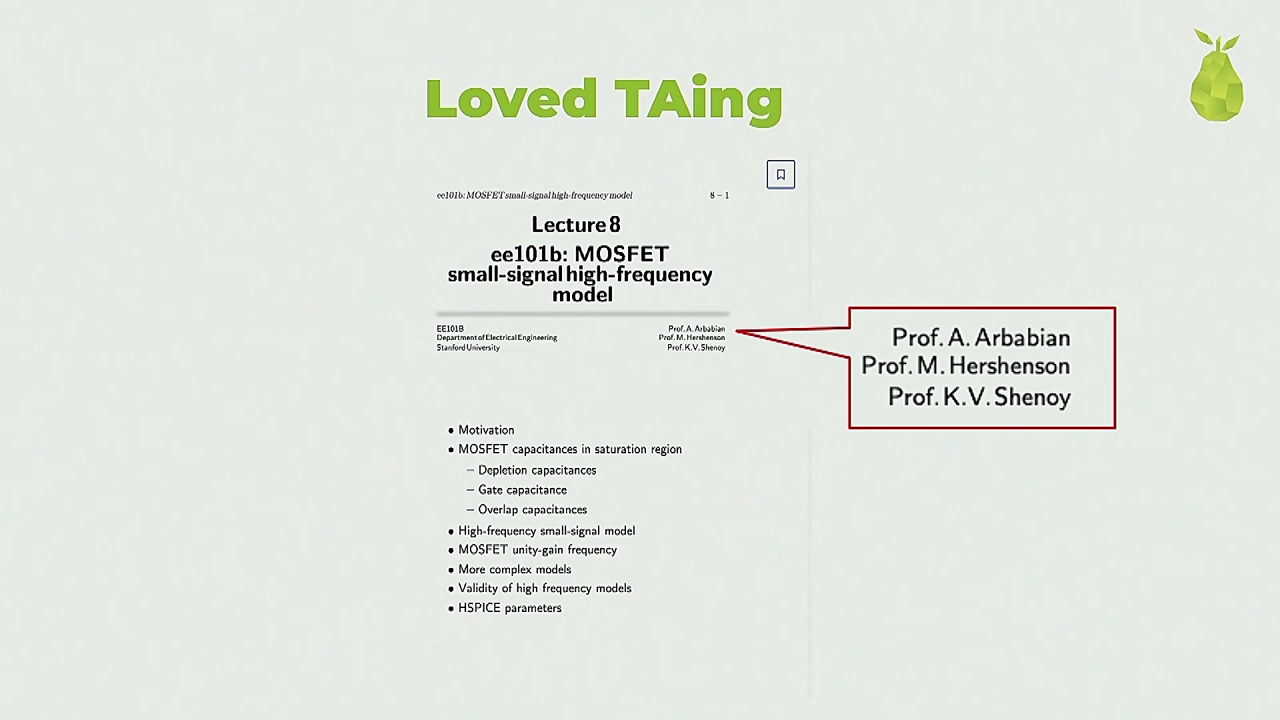 Loved TAing
ee101b: MOSFET small-signal high-frequency model 8 – 1
Lecture 8
ee101b: MOSFET
small-signal high-frequency
model
EE101B Prof. A. Arbabian
Department of Electrical Engineering Prof. M. Hershenson
Stanford University Prof. K.V. Shenoy
Prof. A. Arbabian
Prof. M. Hershenson
Prof. K.V. Shenoy
• Motivation
• MOSFET capacitances in saturation region
– Depletion capacitances
– Gate capacitance
– Overlap capacitances
• High-frequency small-signal model
• MOSFET unity-gain frequency
• More complex models
• Validity of high frequency models
• HSPICE parameters